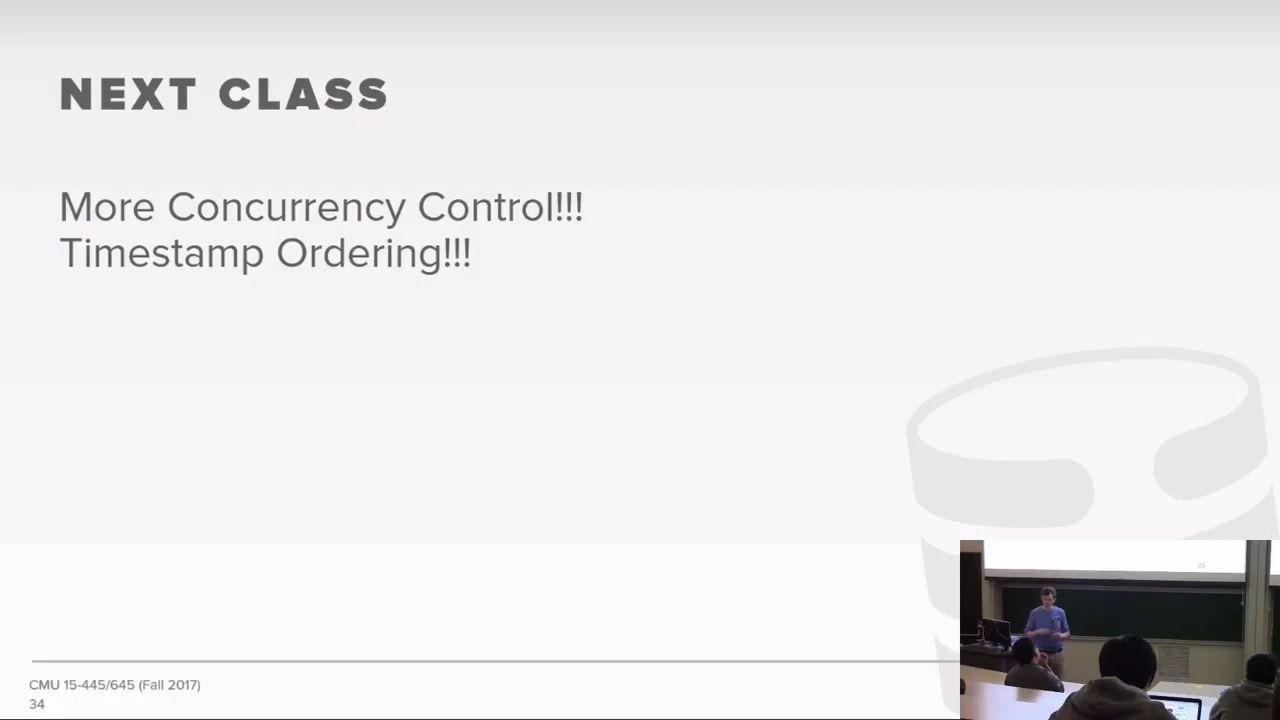 NEXT CLASS
More Concurrency Control!!!
Timestamp Ordering!!!
CMU 15-445/645 (Fall 2017)
34